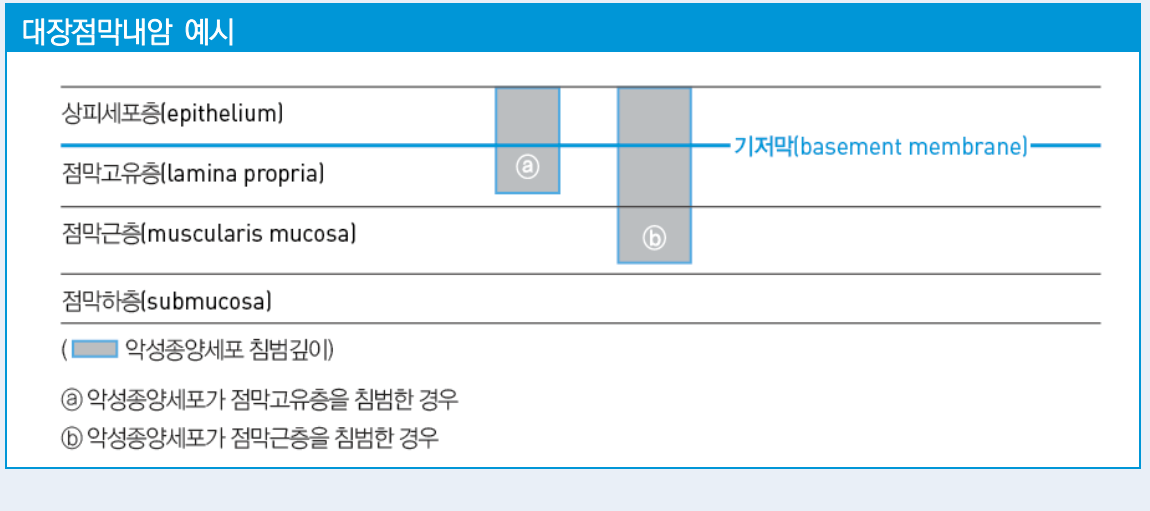 대장점막내암 예시
상피세포층(epithelium)
기저막(basement membrane)
점막고유층(lamina propria)
ⓐ
점막근층(muscularis mucosa)
ⓑ
점막하층(submucosa)
( 악성종양세포 침범깊이)
ⓐ 악성종양세포가 점막고유층을 침범한 경우
ⓑ 악성종양세포가 점막근층을 침범한 경우